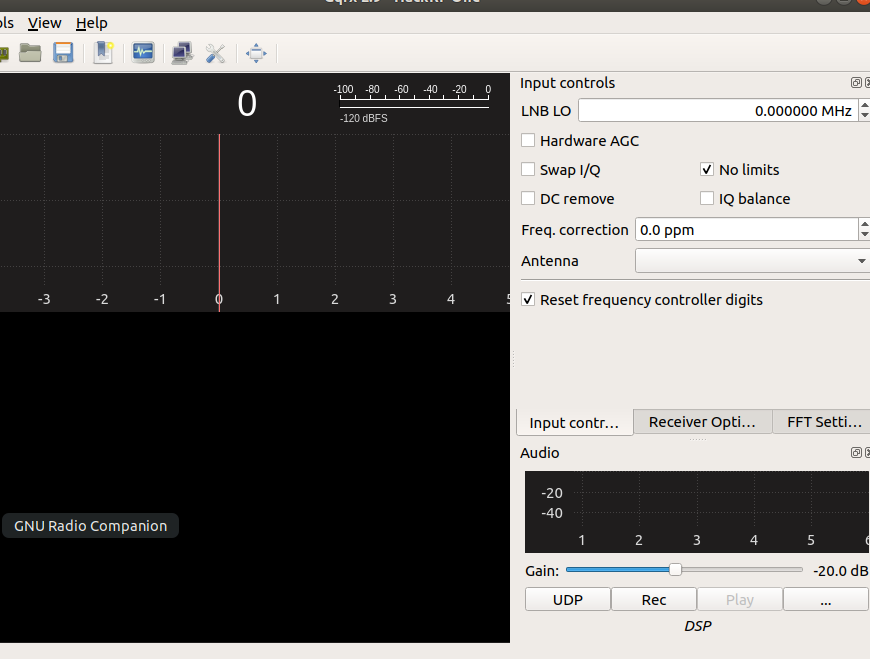 View Help
0
-100 -80 -60 -40 -20 0
-120 dBFS
-3 -2 -1 0 1 2 3 4 5
GNU Radio Companion
Input controls
LNB LO 0.000000 MHz
Hardware AGC
Swap I/Q No limits
DC remove IQ balance
Freq. correction 0.0 ppm
Antenna
Reset frequency controller digits
Input contr... Receiver Opti... FFT Setti...
Audio
-20
-40
1 2 3 4 5
Gain: -20.0 dB
UDP Rec Play ...
DSP